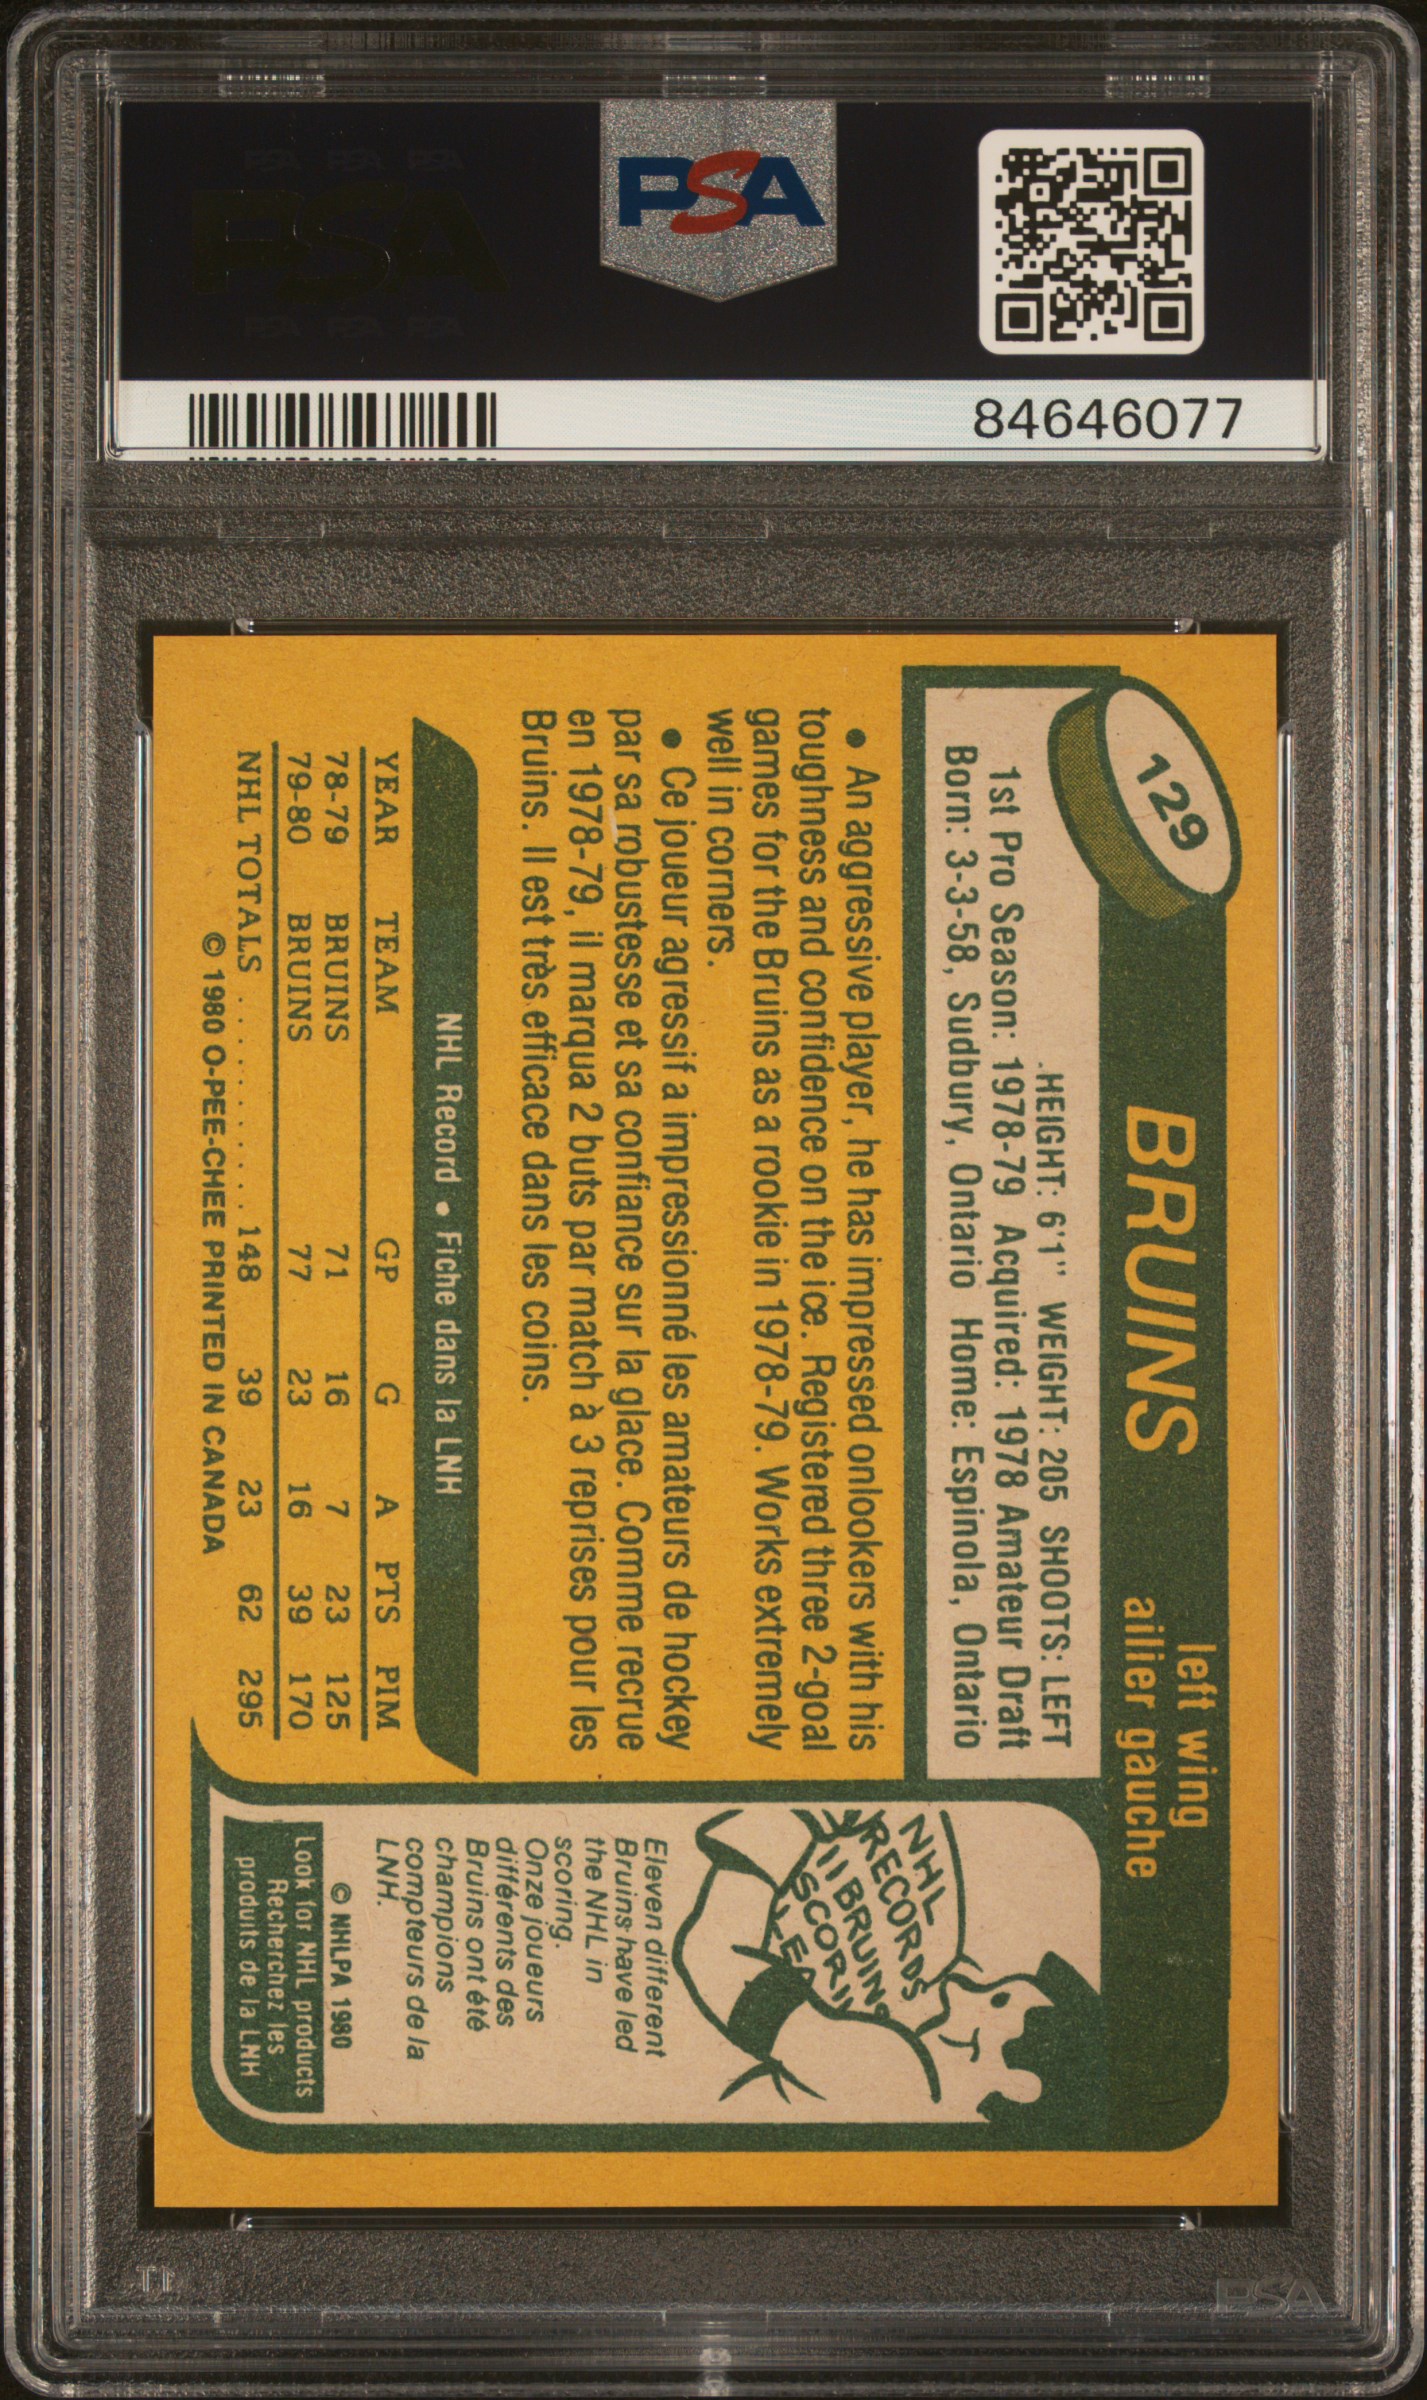 PSA
84646077
129
BRUINS
left wing
ailier gauche
HEIGHT: 6'1" WEIGHT: 205 SHOOTS: LEFT
1st Pro Season: 1978-79 Acquired: 1978 Amateur Draft
Born: 3-3-58, Sudbury, Ontario Home: Espinola, Ontario
• An aggressive player, he has impressed onlookers with his
toughness and confidence on the ice. Registered three 2-goal
games for the Bruins as a rookie in 1978-79. Works extremely
well in corners.
• Ce joueur agressif a impressionné les amateurs de hockey
par sa robustesse et sa confiance sur la glace. Comme recrue
en 1978-79, il marqua 2 buts par match à 3 reprises pour les
Bruins. Il est très efficace dans les coins.
NHL Record • Fiche dans la LNH
YEAR TEAM GP G A PTS PIM
78-79 BRUINS 71 16 7 23 125
79-80 BRUINS 77 23 16 39 170
NHL TOTALS .......... 148 39 23 62 295
© 1980 O-PEE-CHEE PRINTED IN CANADA
NHL
RECORDS
11 BRUINS
SCORIN
LEA
Eleven different
Bruins have led
the NHL in
scoring.
Onze joueurs
différents des
Bruins ont été
champions
compteurs de la
LNH.
© NHLPA 1980
Look for NHL products
Recherchez les
produits de la LNH
PSA